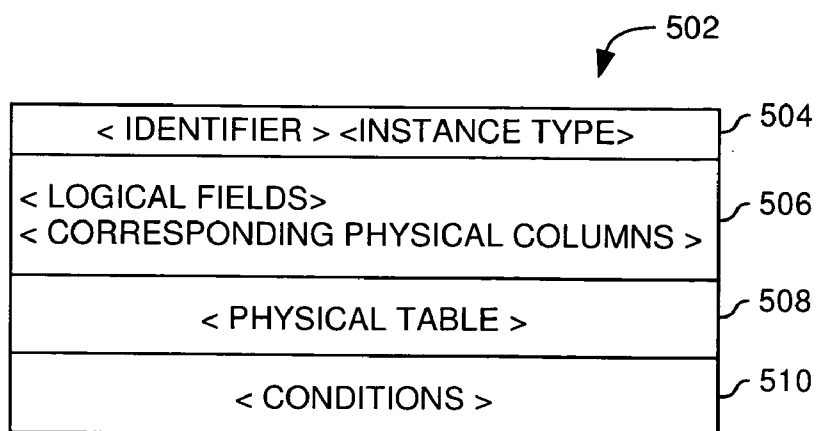 502
< IDENTIFIER > <INSTANCE TYPE>
504
< LOGICAL FIELDS>
< CORRESPONDING PHYSICAL COLUMNS >
506
< PHYSICAL TABLE >
508
< CONDITIONS >
510